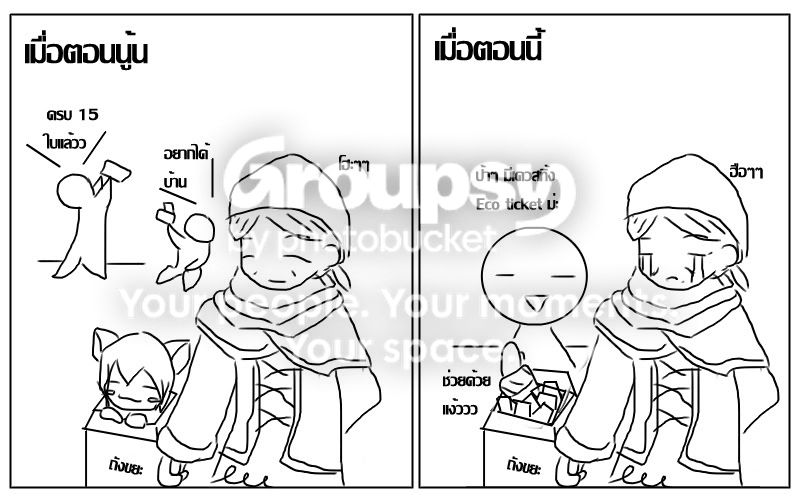 เมื่อตอนนู้น
ครบ 15
ใบแล้วว
อยากได้
บ้าน
โฮะๆๆ
ถังขยะ
เมื่อตอนนี้
ป้าๆ มีเควสทิ้ง
Eco ticket ม่ะ
ฮือๆๆ
ช่วยด้วย
แง้ววว
ถังขยะ
Groupsy
by photobucket
Your people. Your moments.
Your space.